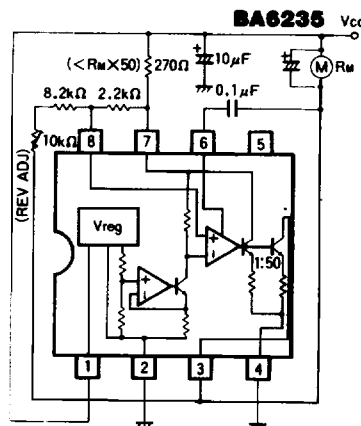 BA6235 Vcc
(<RM×50) 270Ω + 10μF + M RM
8.2kΩ 2.2kΩ 0.1μF
10kΩ
(REV ADJ)
8 7 6 5
Vreg
+ −
+ −
1:50
1 2 3 4